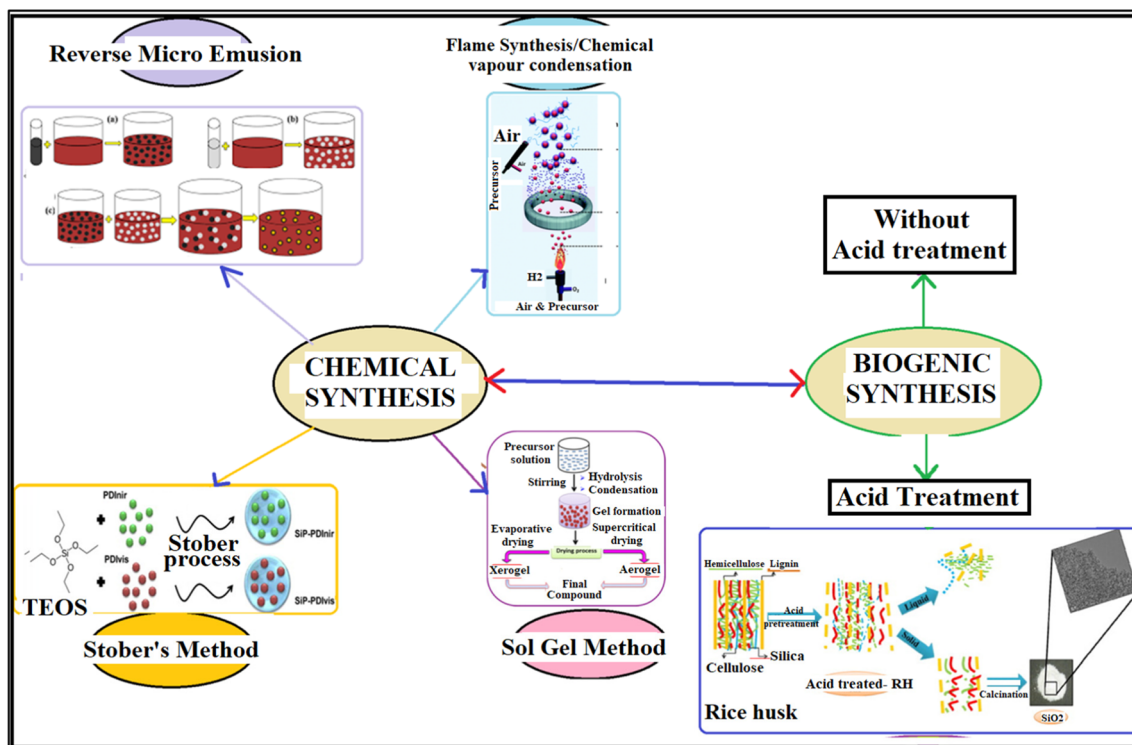 Reverse Micro Emusion
Flame Synthesis/Chemical
vapour condensation
(a)
(b)
(c)
Air
Air
Precursor
H2
O2
Air & Precursor
Without
Acid treatment
CHEMICAL
SYNTHESIS
BIOGENIC
SYNTHESIS
Acid Treatment
PDInir
SiP-PDInir
Stober
process
PDIvis
SiP-PDIvis
Si
O
O
O
O
TEOS
Stober's Method
Precursor
solution
Stirring
Hydrolysis
Condensation
Gel formation
Evaporative
drying
Supercritical
drying
Drying process
Xerogel
Aerogel
Final
Compound
Sol Gel Method
Hemicellulose
Lignin
Acid
pretreatment
Liquid
Solid
Cellulose
Silica
Acid treated- RH
Calcination
Rice husk
SiO2